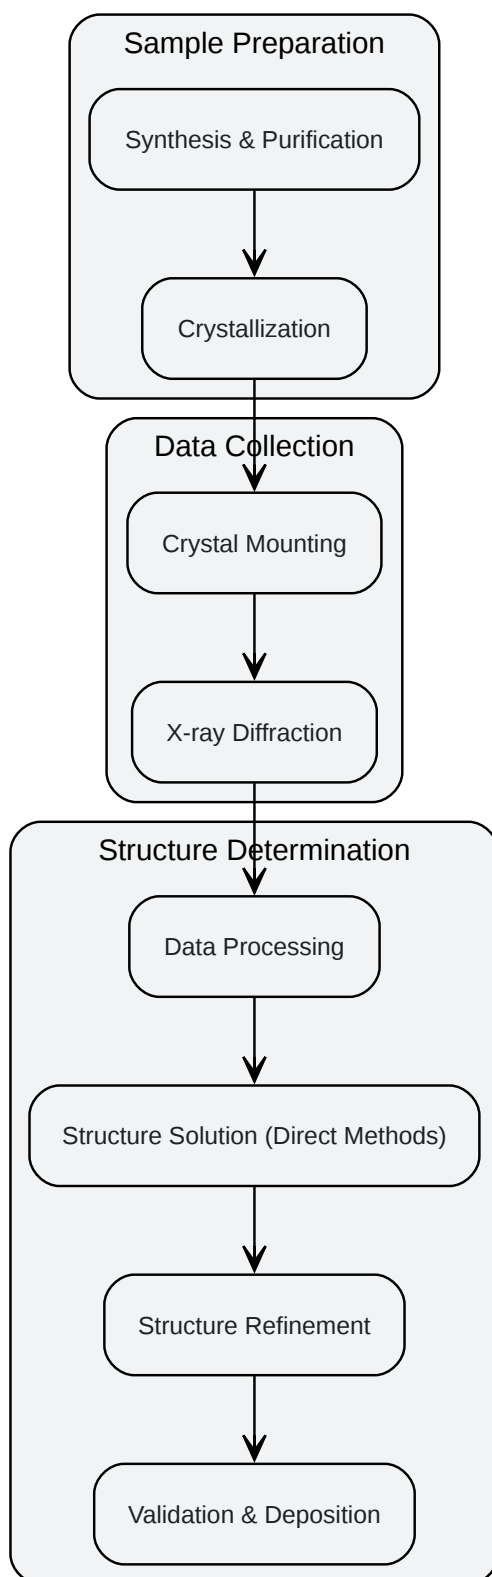 Sample Preparation
Synthesis & Purification
Crystallization
Data Collection
Crystal Mounting
X-ray Diffraction
Structure Determination
Data Processing
Structure Solution (Direct Methods)
Structure Refinement
Validation & Deposition